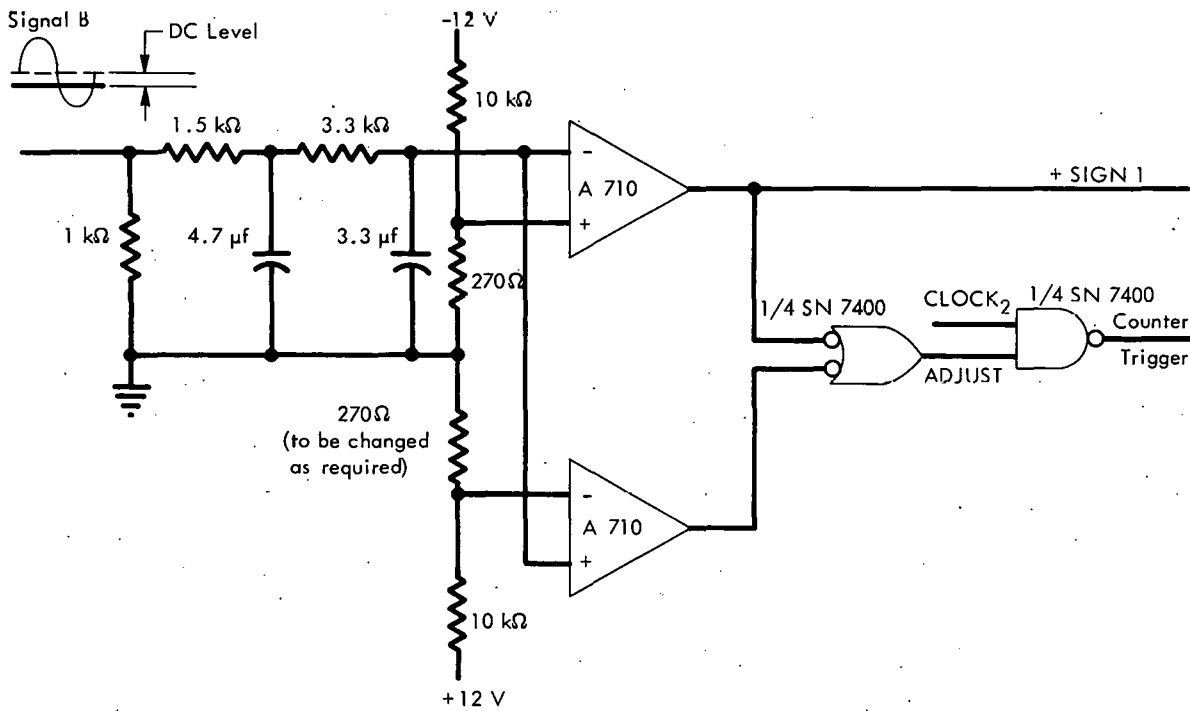 Signal B
DC Level
-12 V
10 kΩ
1.5 kΩ
3.3 kΩ
-
A 710
+
+ SIGN 1
1 kΩ
4.7 μf
3.3 μf
270Ω
1/4 SN 7400
CLOCK2
1/4 SN 7400
Counter
Trigger
ADJUST
270Ω
(to be changed
as required)
-
A 710
+
10 kΩ
+12 V